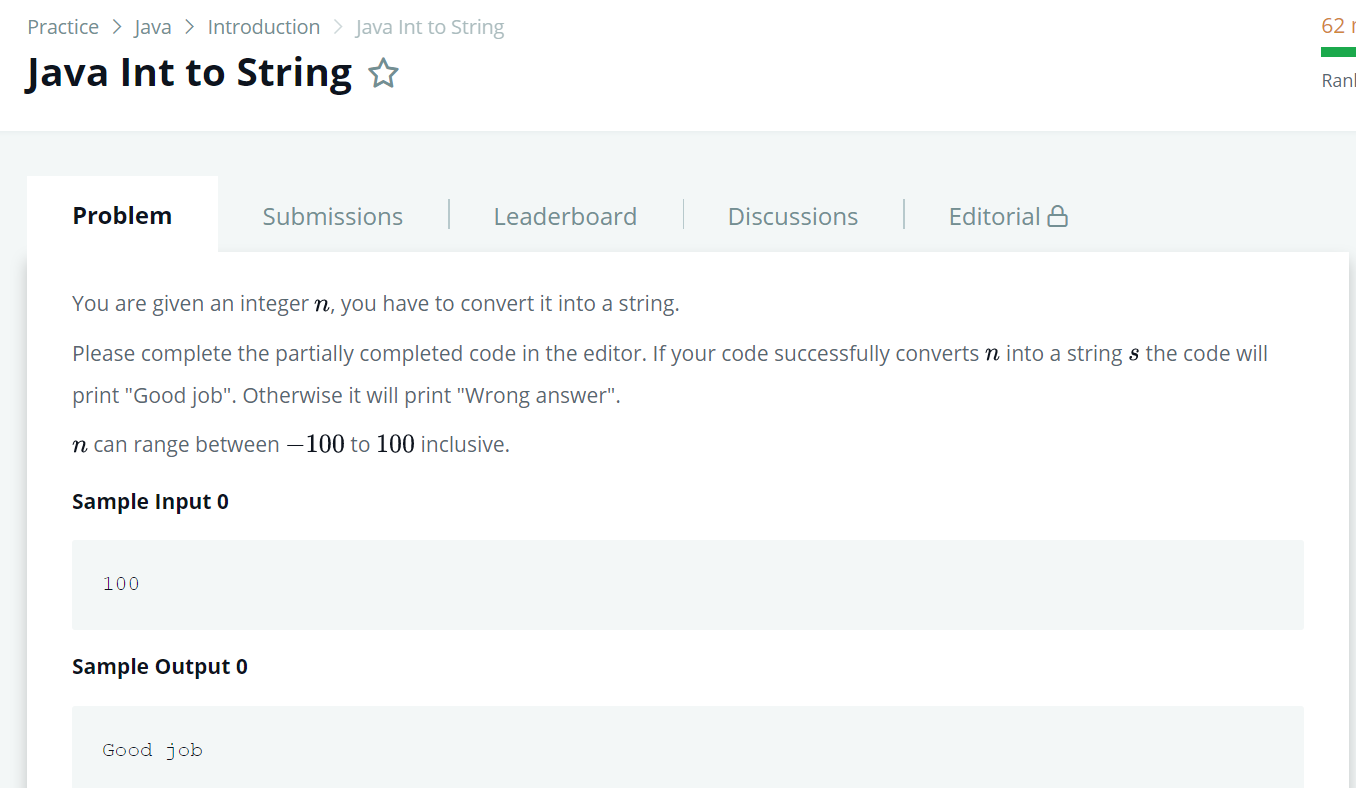 Practice > Java > Introduction > Java Int to String
62
Java Int to String
Problem
Submissions
Leaderboard
Discussions
Editorial
You are given an integer n, you have to convert it into a string.
Please complete the partially completed code in the editor. If your code successfully converts n into a string s the code will
print "Good job". Otherwise it will print "Wrong answer".
n can range between −100 to 100 inclusive.
Sample Input 0
100
Sample Output 0
Good job